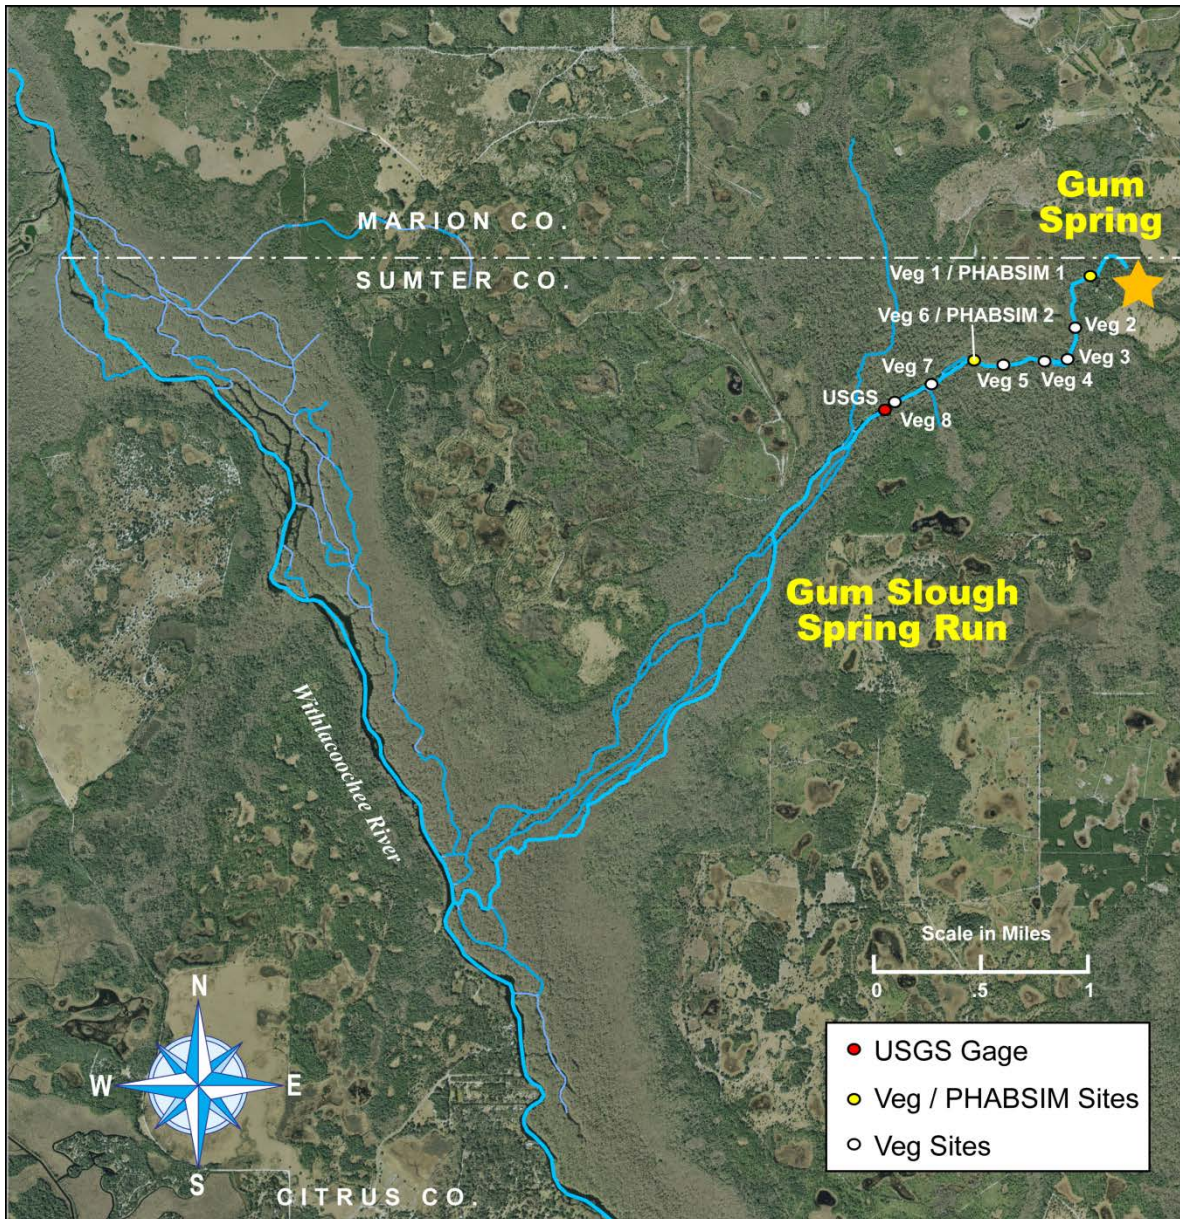 Gum
Spring
MARION CO.
SUMTER CO.
Veg 1 / PHABSIM 1
Veg 6 / PHABSIM 2
Veg 2
Veg 3
Veg 7
Veg 5
Veg 4
USGS
Veg 8
Gum Slough
Spring Run
Withlacoochee River
Scale in Miles
0 .5 1
N
W E
S
CITRUS CO.
USGS Gage
Veg / PHABSIM Sites
Veg Sites